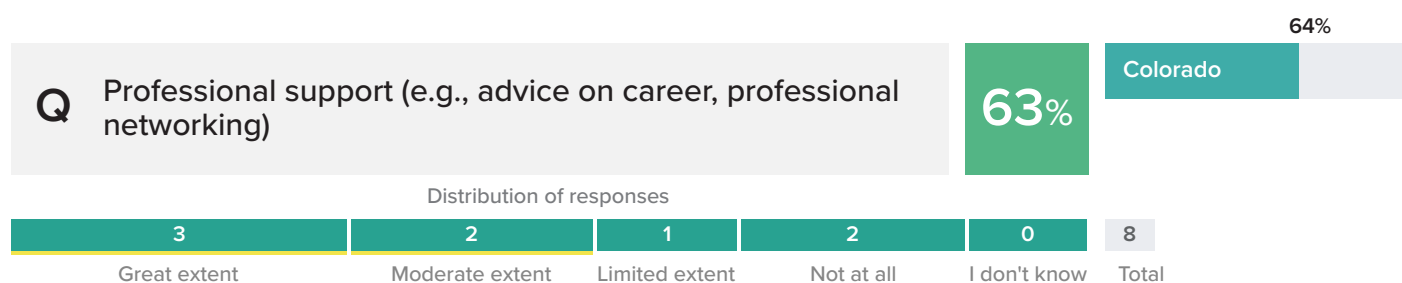 64%
Q
Professional support (e.g., advice on career, professional
networking)
63%
Colorado
Distribution of responses
3 2 1 2 0 8
Great extent Moderate extent Limited extent Not at all I don't know Total